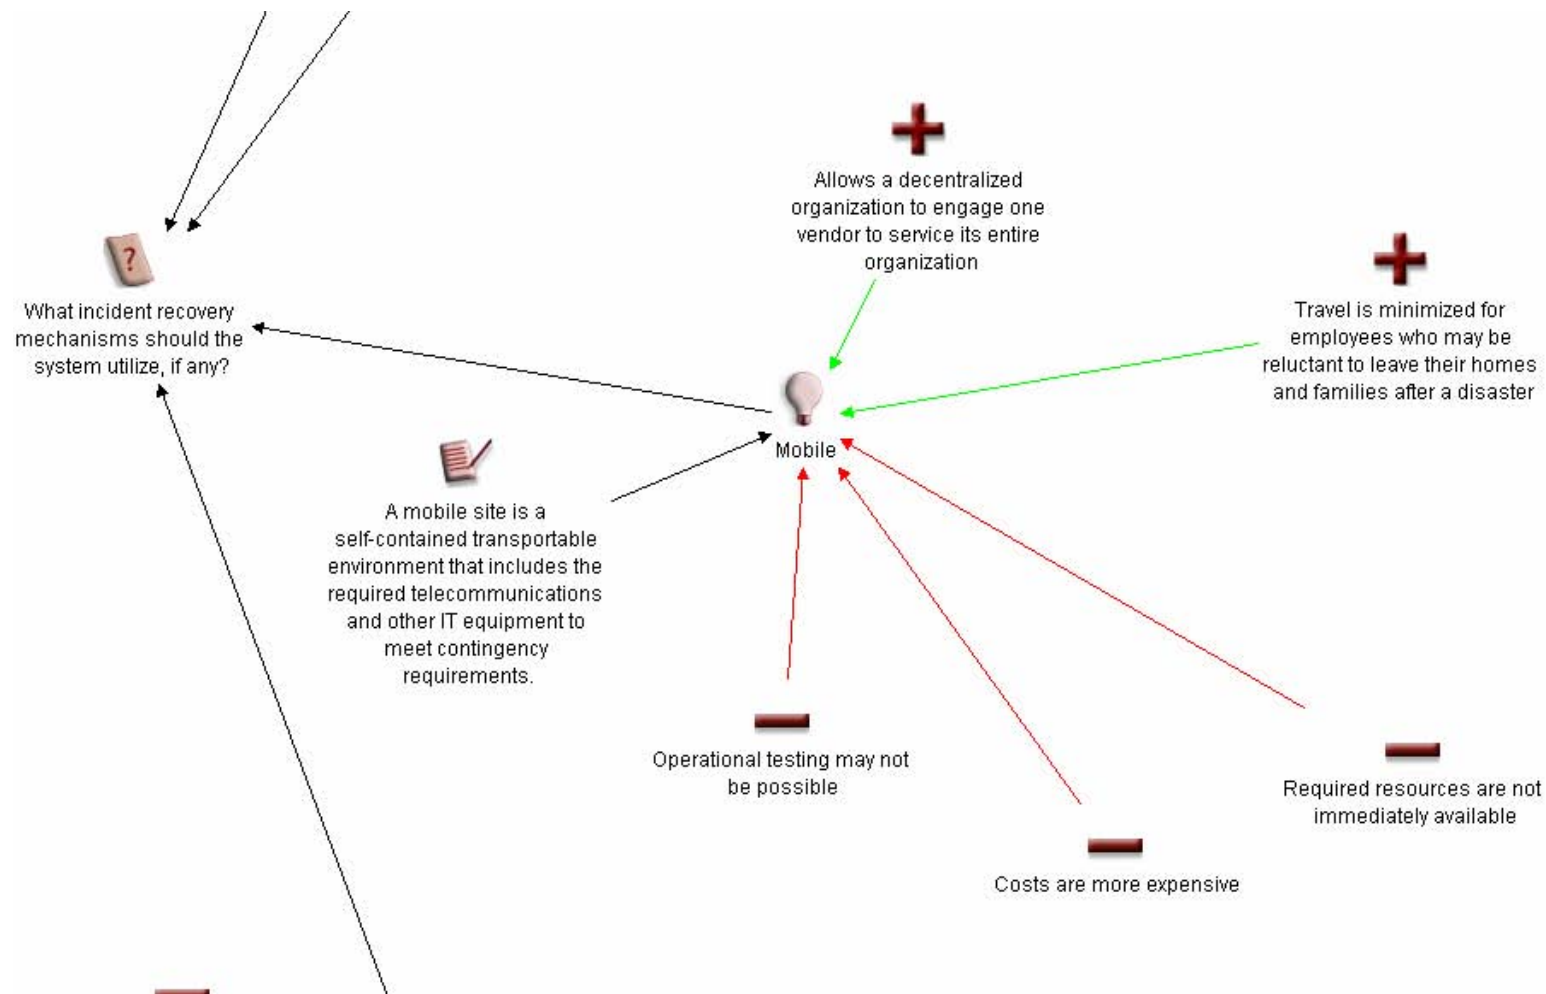 Allows a decentralized
organization to engage one
vendor to service its entire
organization
?
What incident recovery
mechanisms should the
system utilize, if any?
Travel is minimized for
employees who may be
reluctant to leave their homes
and families after a disaster
Mobile
A mobile site is a
self-contained transportable
environment that includes the
required telecommunications
and other IT equipment to
meet contingency
requirements.
Operational testing may not
be possible
Required resources are not
immediately available
Costs are more expensive